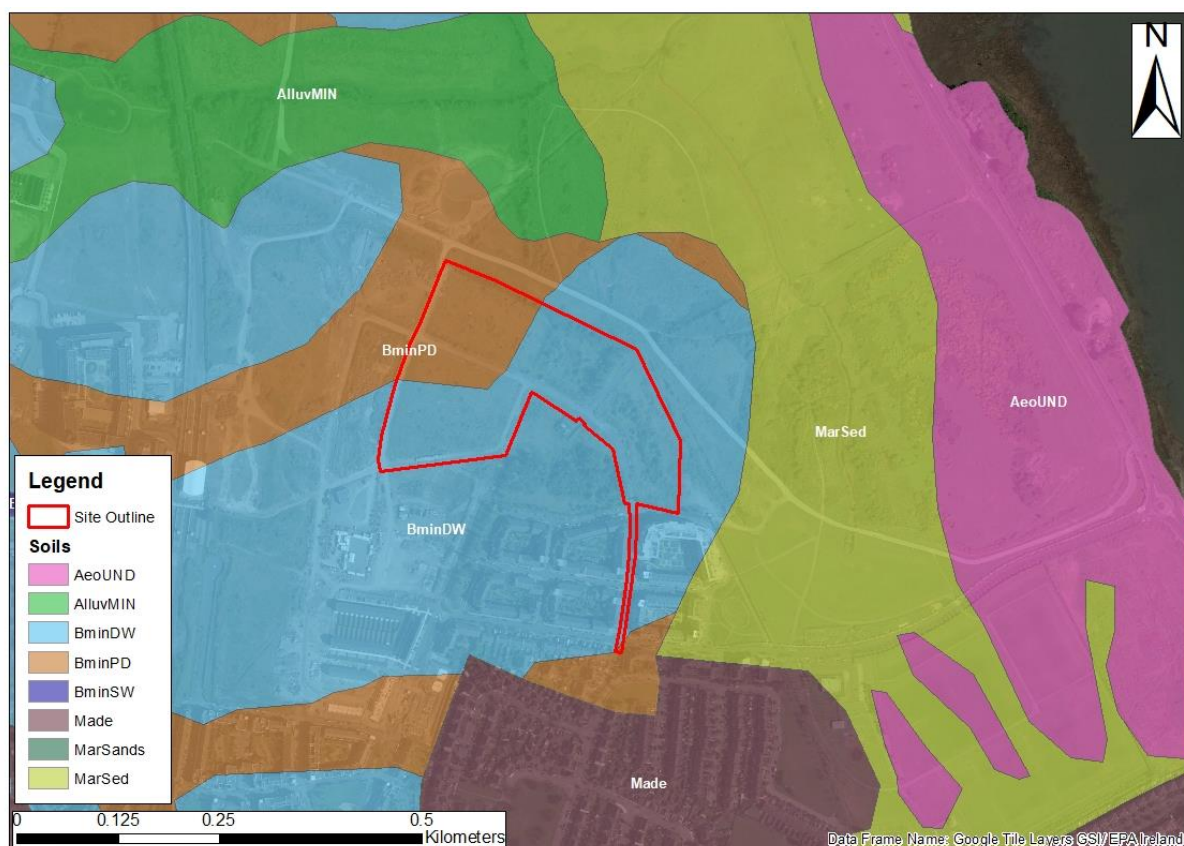 N
AlluvMIN
BminPD
AeoUND
MarSed
BminDW
Made
Legend
Site Outline
Soils
AeoUND
AlluvMIN
BminDW
BminPD
BminSW
Made
MarSands
MarSed
0 0.125 0.25 0.5
Kilometers
Data Frame Name: Google Tile Layers GSI/EPA Ireland